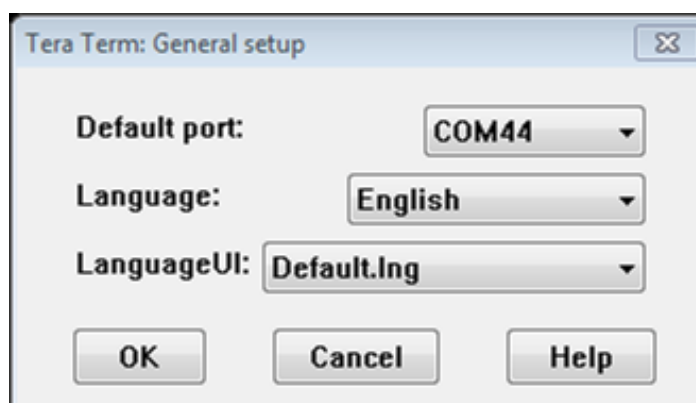 Tera Term: General setup
Default port: COM44
Language: English
LanguageUI: Default.lng
OK Cancel Help